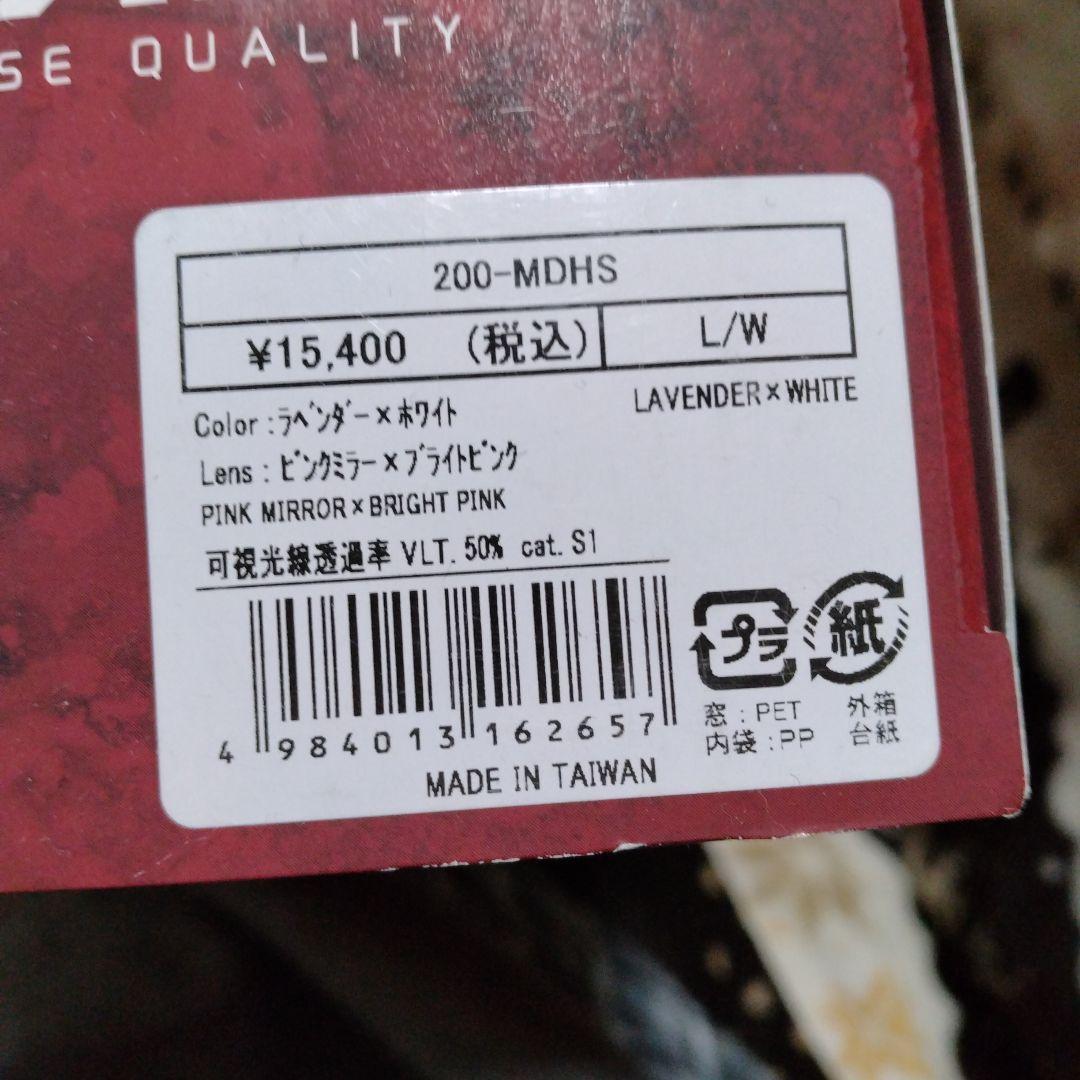 SE QUALITY
200-MDHS
¥15,400 (税込) L/W
LAVENDER×WHITE
Color :ラベンダー×ホワイト
Lens : ピンクミラー×ブライトピンク
PINK MIRROR×BRIGHT PINK
可視光線透過率 VLT. 50% cat. S1
プラ 紙
4 984013 162657
窓 : PET 外箱
内袋 : PP 台紙
MADE IN TAIWAN